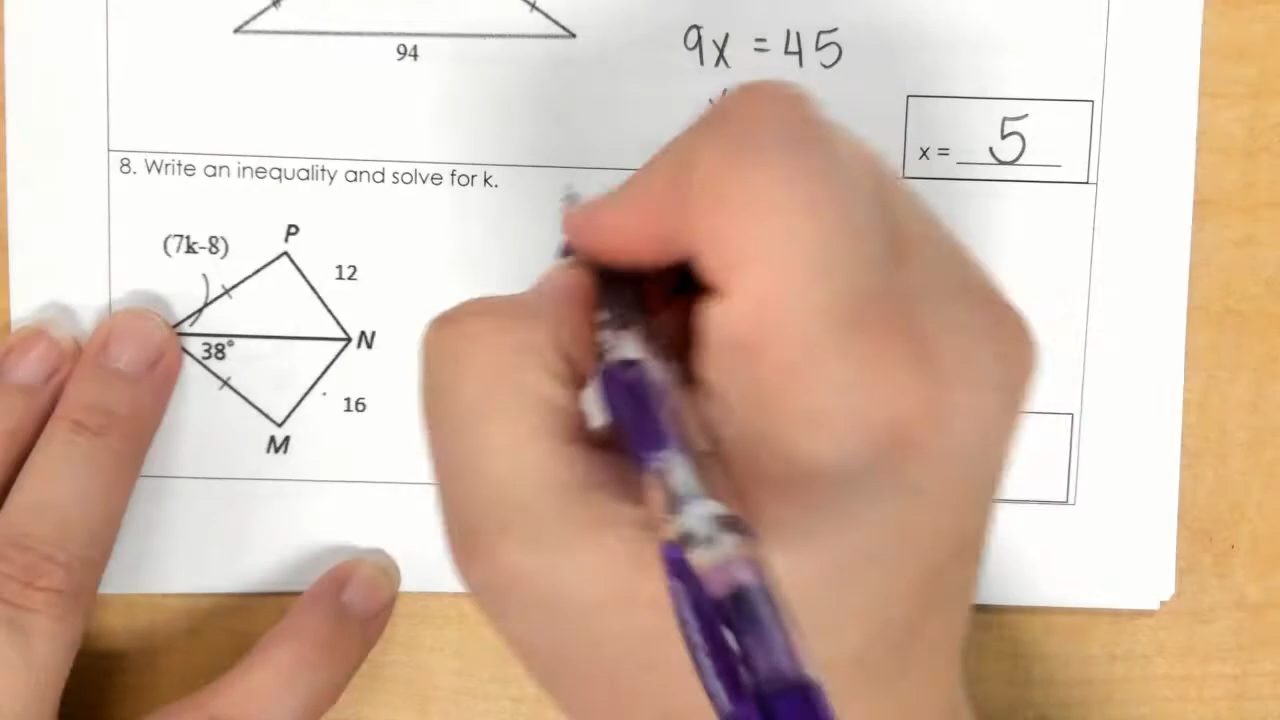 94
9x = 45
x = 5
8. Write an inequality and solve for k.
P
(7k-8)
12
N
38°
16
M